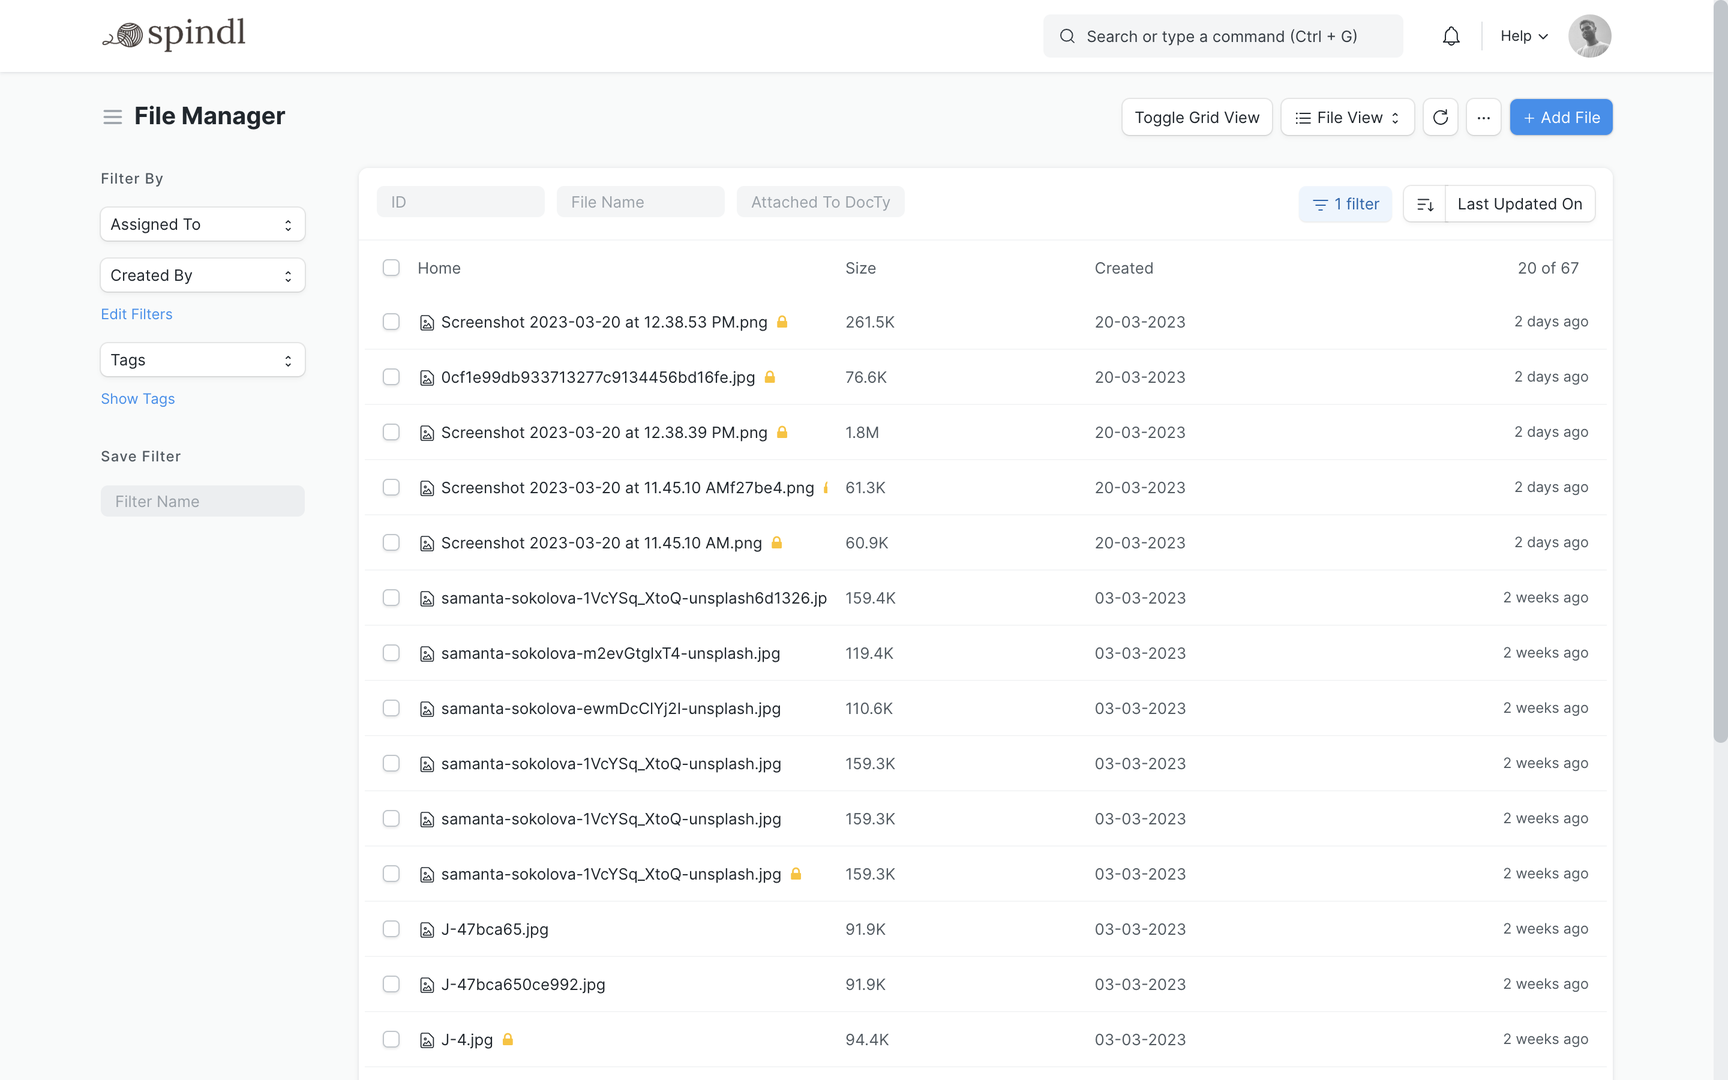 spindl
Search or type a command (Ctrl + G)
Help
File Manager
Toggle Grid View
File View
+ Add File
Filter By
Assigned To
Created By
Edit Filters
Tags
Show Tags
Save Filter
Filter Name
ID
File Name
Attached To DocTy
1 filter
Last Updated On
Home Size Created 20 of 67
Screenshot 2023-03-20 at 12.38.53 PM.png 261.5K 20-03-2023 2 days ago
0cf1e99db933713277c9134456bd16fe.jpg 76.6K 20-03-2023 2 days ago
Screenshot 2023-03-20 at 12.38.39 PM.png 1.8M 20-03-2023 2 days ago
Screenshot 2023-03-20 at 11.45.10 AMf27be4.png 61.3K 20-03-2023 2 days ago
Screenshot 2023-03-20 at 11.45.10 AM.png 60.9K 20-03-2023 2 days ago
samanta-sokolova-1VcYSq_XtoQ-unsplash6d1326.jp 159.4K 03-03-2023 2 weeks ago
samanta-sokolova-m2evGtglxT4-unsplash.jpg 119.4K 03-03-2023 2 weeks ago
samanta-sokolova-ewmDcClYj2I-unsplash.jpg 110.6K 03-03-2023 2 weeks ago
samanta-sokolova-1VcYSq_XtoQ-unsplash.jpg 159.3K 03-03-2023 2 weeks ago
samanta-sokolova-1VcYSq_XtoQ-unsplash.jpg 159.3K 03-03-2023 2 weeks ago
samanta-sokolova-1VcYSq_XtoQ-unsplash.jpg 159.3K 03-03-2023 2 weeks ago
J-47bca65.jpg 91.9K 03-03-2023 2 weeks ago
J-47bca650ce992.jpg 91.9K 03-03-2023 2 weeks ago
J-4.jpg 94.4K 03-03-2023 2 weeks ago